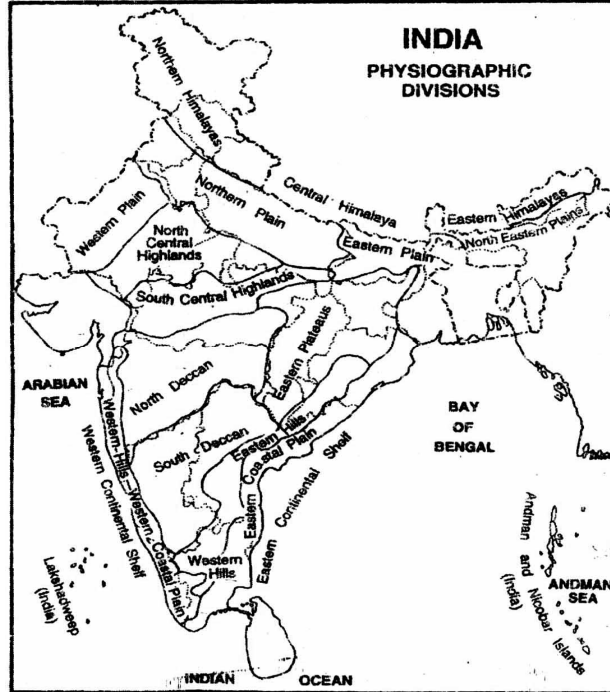 INDIA
PHYSIOGRAPHIC
DIVISIONS
Northern Himalayas
Central Himalaya
Eastern Himalayas
Western Plain
Northern Plain
Eastern Plain
North Eastern Plains
North
Central
Highlands
South Central Highlands
Eastern Plateaus
North Deccan
South Deccan
Eastern Hills
Eastern Coastal Plain
Eastern Continental Shelf
Western Hills
Western Coastal Plain
Western Continental Shelf
Western
Hills
ARABIAN
SEA
BAY
OF
BENGAL
Lakshadweep
(India)
Andman and Nicobar Islands
(India)
ANDMAN
SEA
INDIAN OCEAN